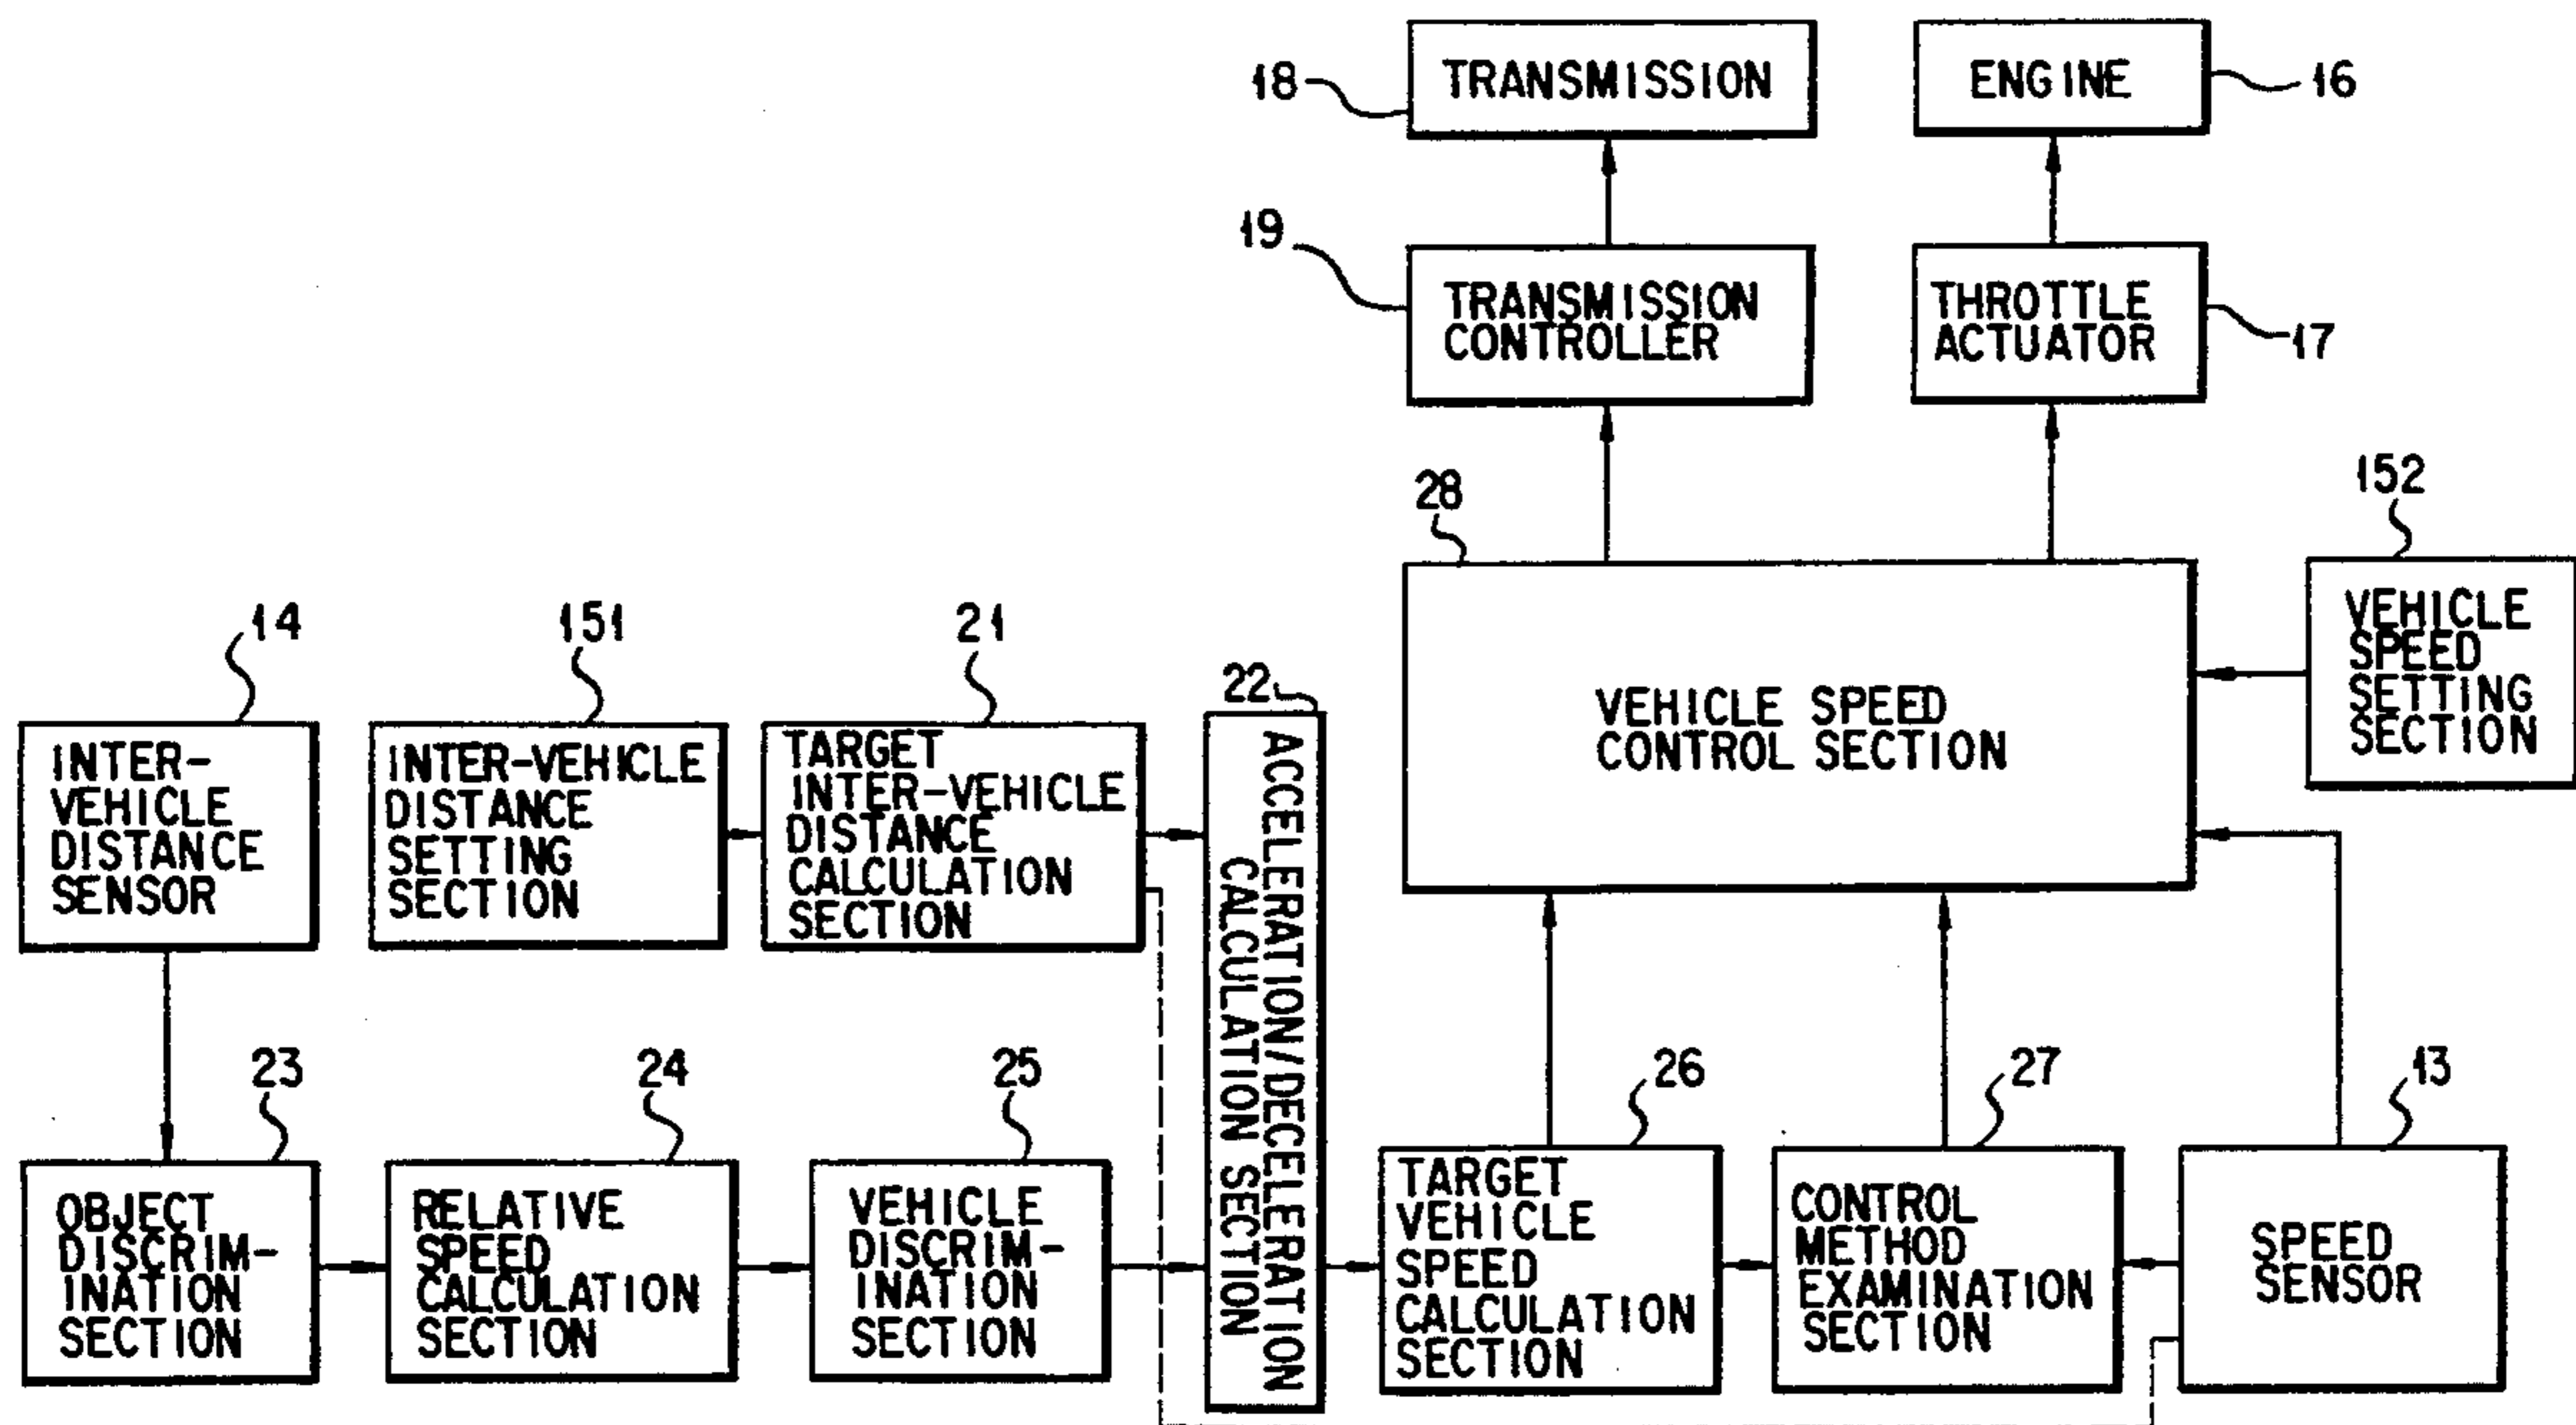 18
TRANSMISSION
ENGINE
16
19
TRANSMISSION
CONTROLLER
THROTTLE
ACTUATOR
17
28
152
VEHICLE SPEED
CONTROL SECTION
VEHICLE
SPEED
SETTING
SECTION
14
151
21
22
INTER-
VEHICLE
DISTANCE
SENSOR
INTER-VEHICLE
DISTANCE
SETTING
SECTION
TARGET
INTER-VEHICLE
DISTANCE
CALCULATION
SECTION
ACCELERATION/DECELERATION
CALCULATION SECTION
23
24
25
26
27
13
OBJECT
DISCRIM-
INATION
SECTION
RELATIVE
SPEED
CALCULATION
SECTION
VEHICLE
DISCRIM-
INATION
SECTION
TARGET
VEHICLE
SPEED
CALCULATION
SECTION
CONTROL
METHOD
EXAMINATION
SECTION
SPEED
SENSOR